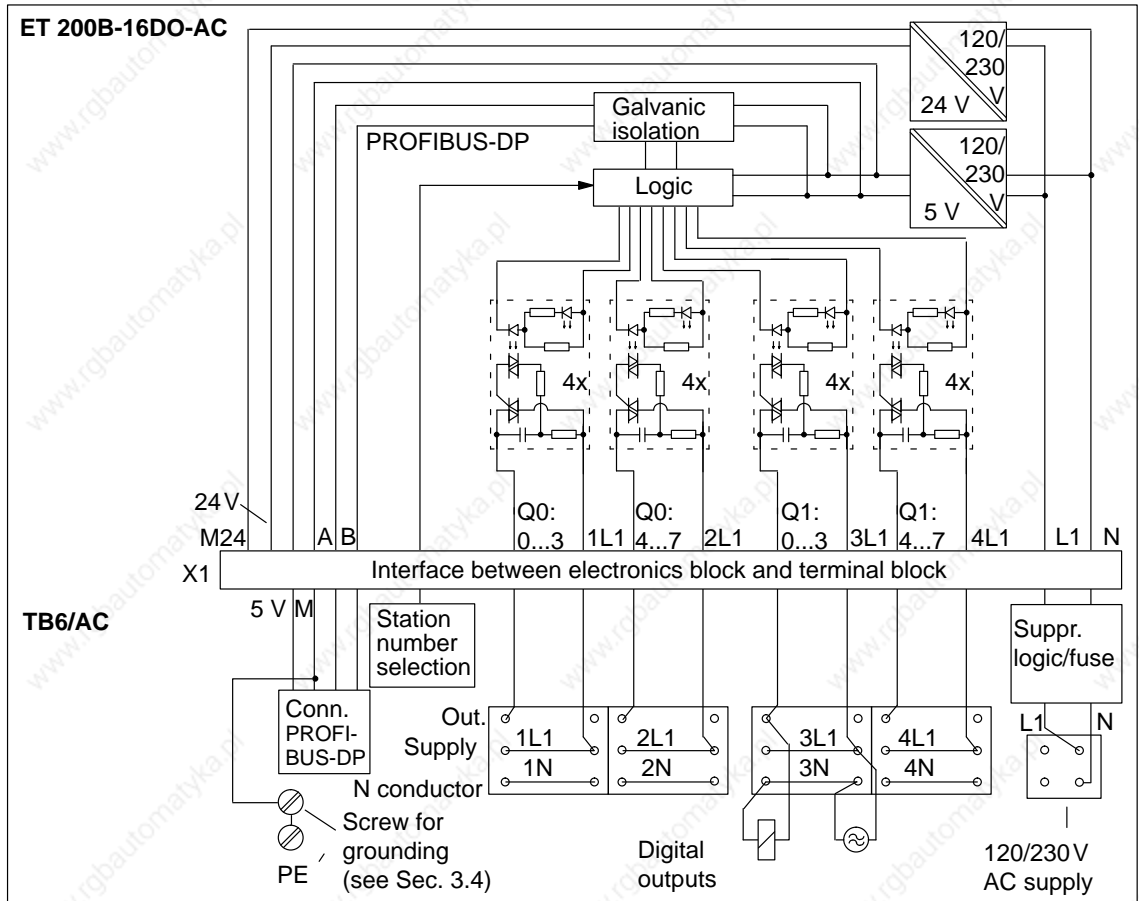 ET 200B-16DO-AC
120/
230
V
24 V
Galvanic
isolation
PROFIBUS-DP
120/
230
V
5 V
Logic
4x
4x
4x
4x
24 V
M24
A
B
Q0:
0...3
1L1
Q0:
4...7
2L1
Q1:
0...3
3L1
Q1:
4...7
4L1
L1
N
X1
Interface between electronics block and terminal block
5 V
M
TB6/AC
Station
number
selection
Suppr.
logic/fuse
Conn.
PROFI-
BUS-DP
Out.
Supply
N conductor
1L1
1N
2L1
2N
3L1
3N
4L1
4N
L1
N
Screw for
grounding
(see Sec. 3.4)
PE
Digital
outputs
120/230 V
AC supply
www.rgbautomatyka.pl